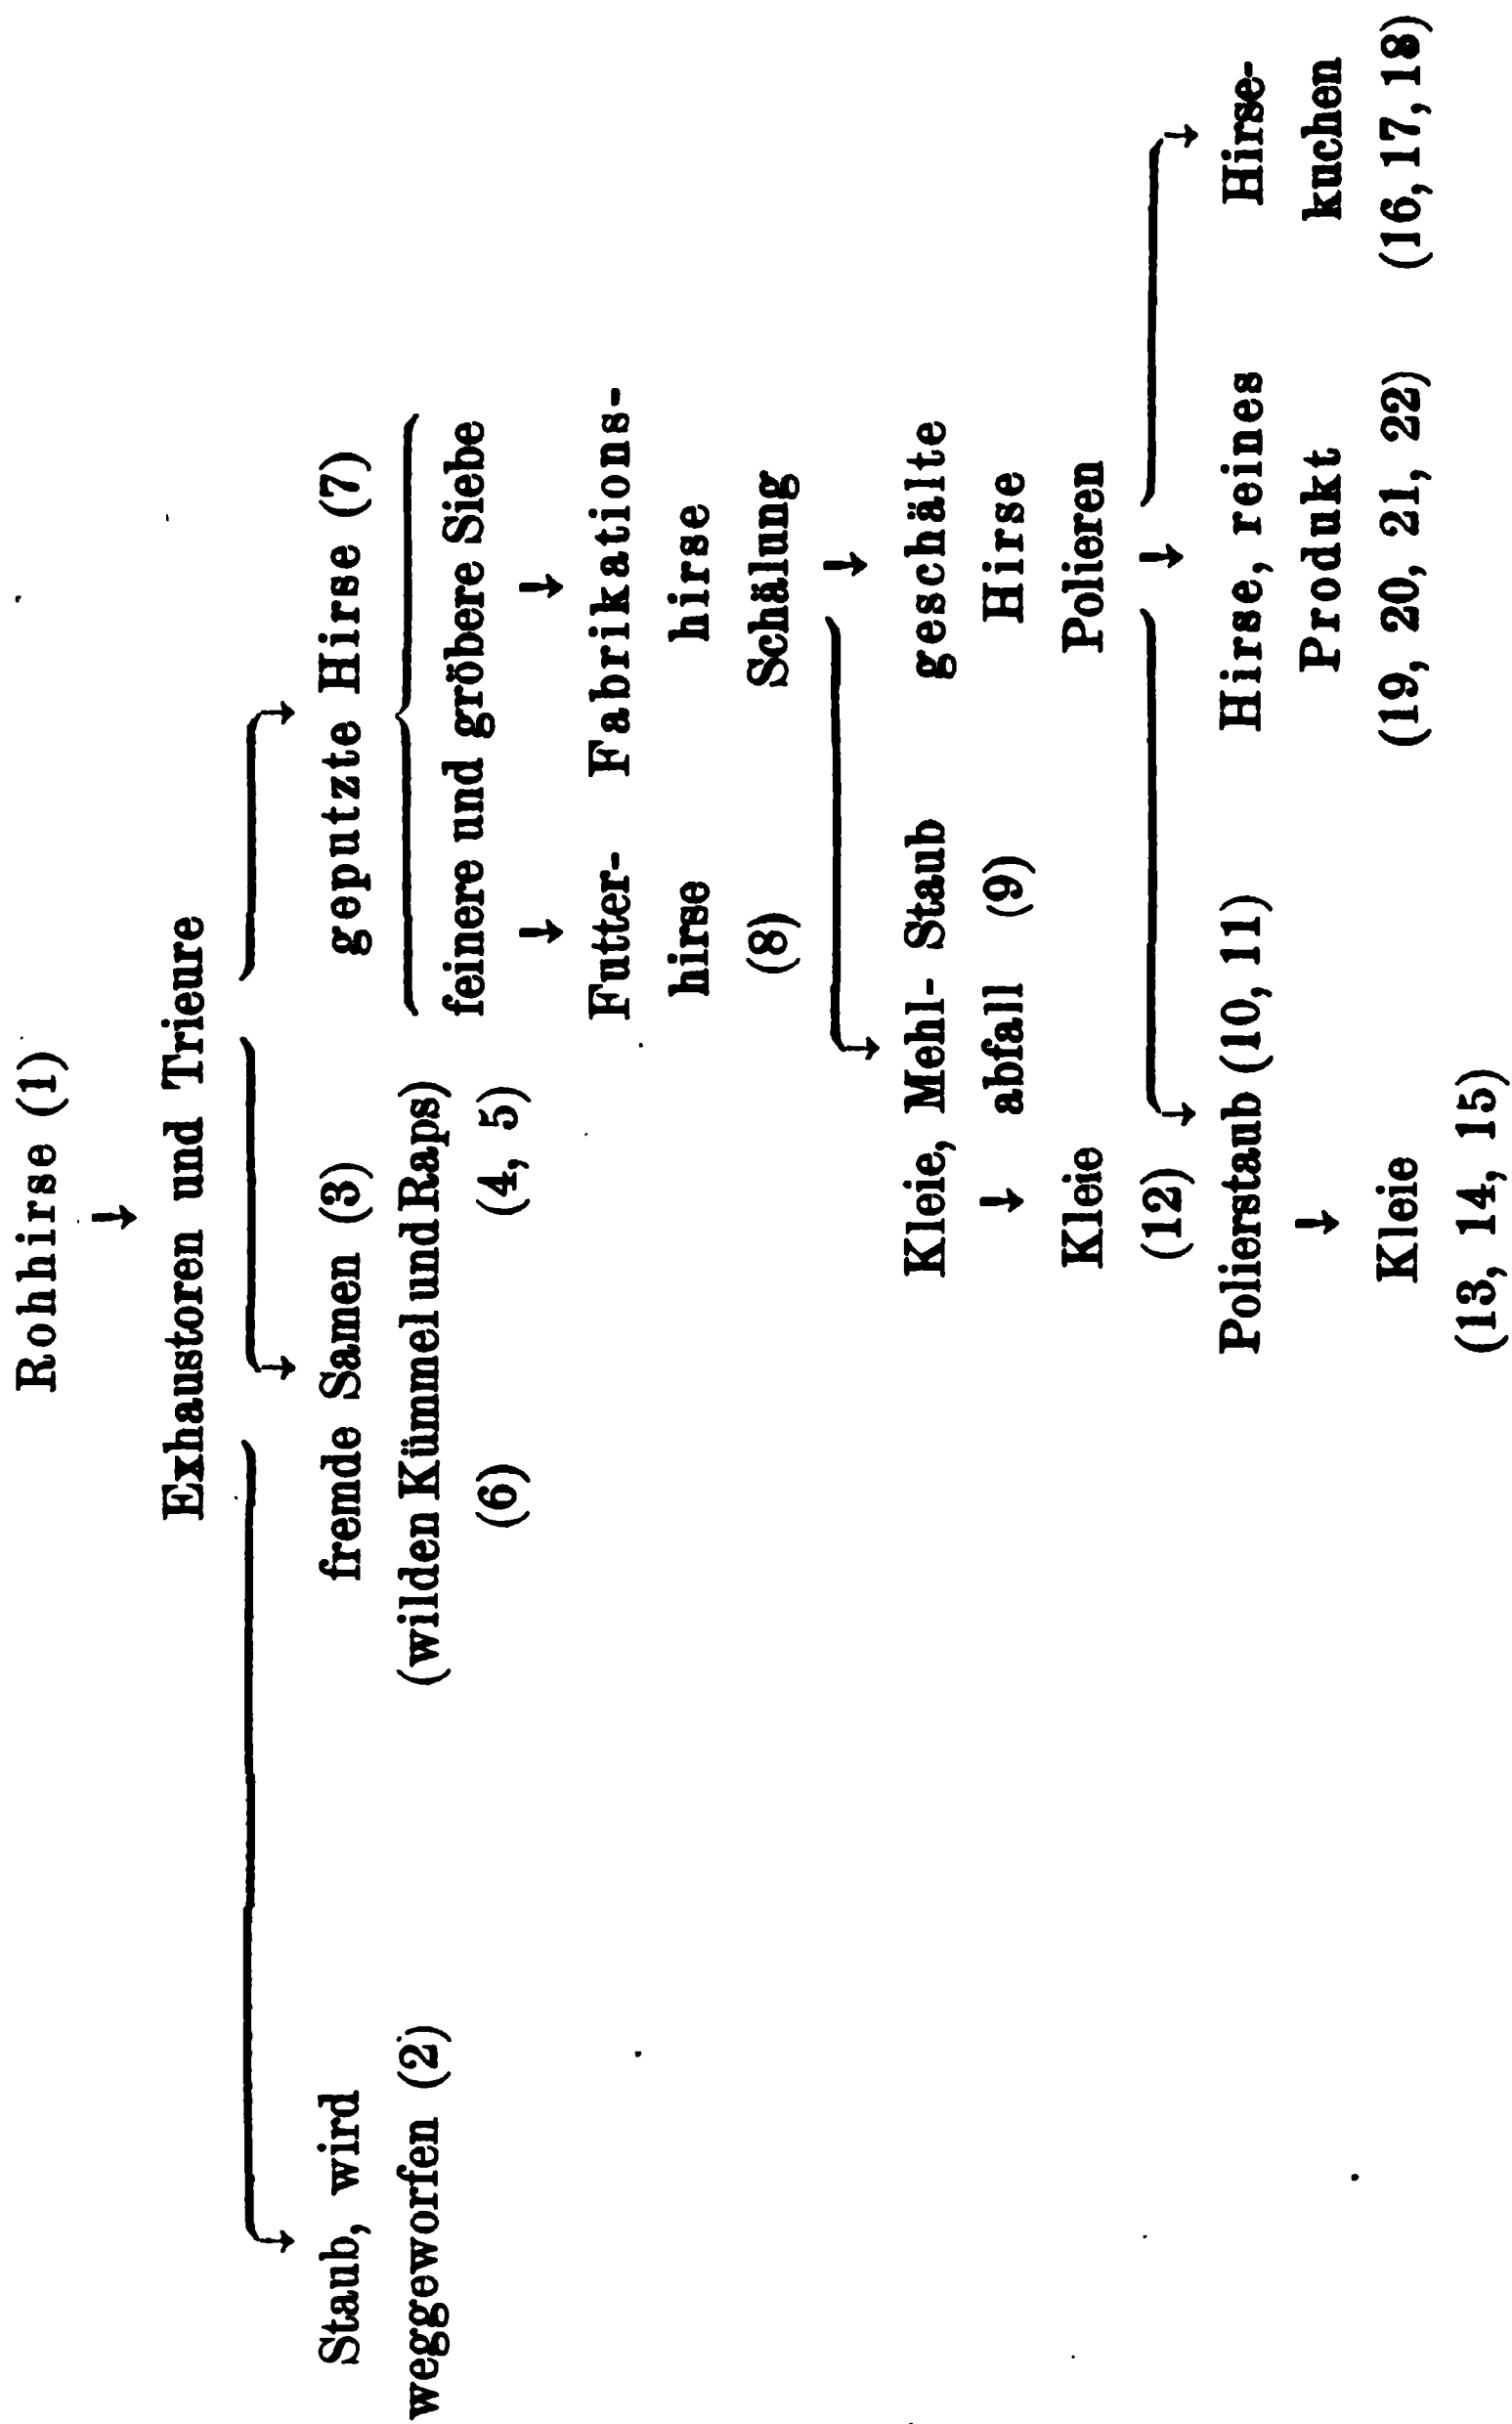 Rohhirse (1)
Exhaustoren und Trieure
Staub, wird
weggeworfen (2)
fremde Samen (3)
(wilden Kümmel und Raps)
(6) (4, 5)
geputzte Hirse (7)
feinere und gröbere Siebe
Futter-
hirse
(8)
Fabrikations-
hirse
Schälung
Kleie, Mehl- Staub
abfall (9)
Kleie
(12)
geschälte
Hirse
Polieren
Polierstaub (10, 11)
Kleie
(13, 14, 15)
Hirse, reines
Produkt
(19, 20, 21, 22)
Hirse-
kuchen
(16, 17, 18)